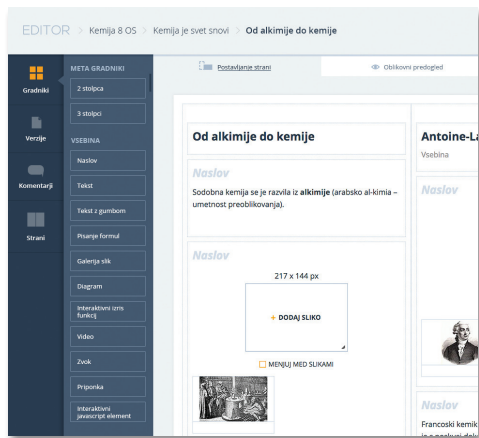 EDITOR > Kemija 8 OS > Kemija je svet snovi > Od alkimije do kemije
Gradniki
Verzije
Komentarji
Strani
META GRADNIKI
2 stolpca
3 stolpci
VSEBINA
Naslov
Tekst
Tekst z gumbom
Pisanje formul
Galerija slik
Diagram
Interaktivni izris
funkcij
Video
Zvok
Priponka
Interaktivni
javascript element
Postavljanje strani
Oblikovni predogled
Od alkimije do kemije
Naslov
Sodobna kemija se je razvila iz alkimije (arabsko al-kimia –
umetnost preoblikovanja).
Naslov
217 x 144 px
+ DODAJ SLIKO
MENJUJ MED SLIKAMI
Antoine-La
Vsebina
Naslov
Naslov
Francoski kemik